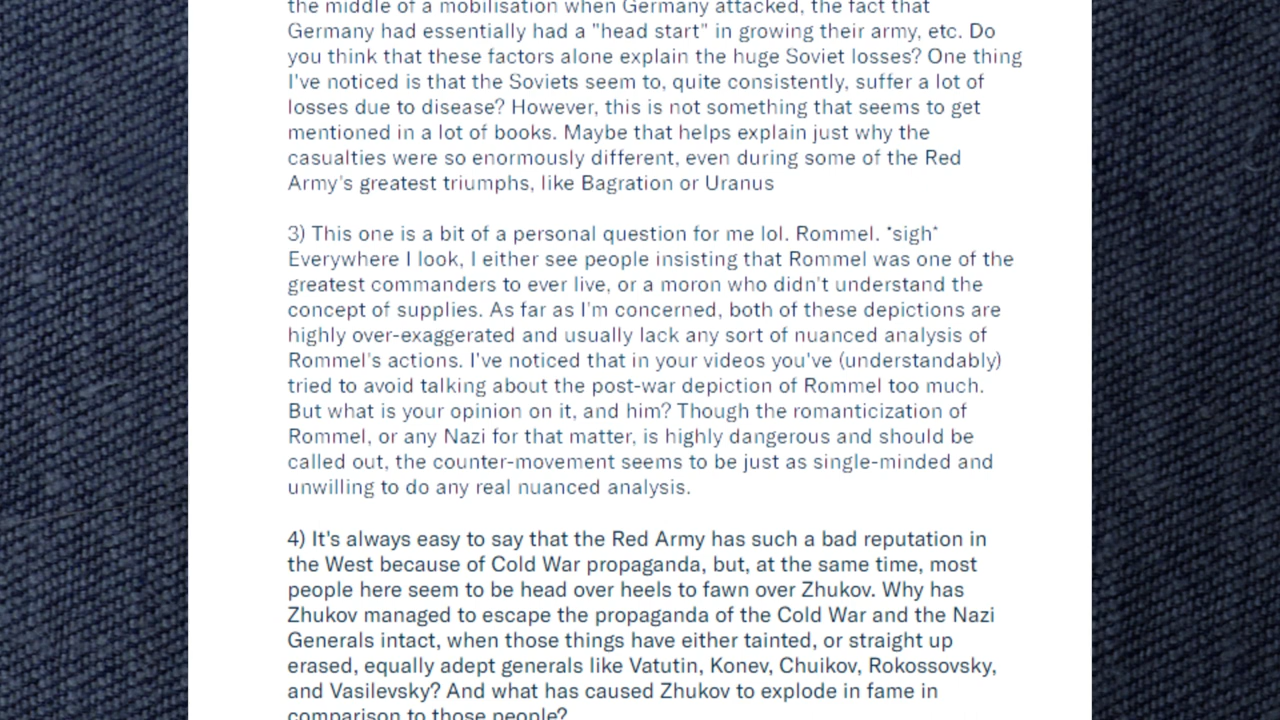 the middle of a mobilisation when Germany attacked, the fact that
Germany had essentially had a "head start" in growing their army, etc. Do
you think that these factors alone explain the huge Soviet losses? One thing
I've noticed is that the Soviets seem to, quite consistently, suffer a lot of
losses due to disease? However, this is not something that seems to get
mentioned in a lot of books. Maybe that helps explain just why the
casualties were so enormously different, even during some of the Red
Army's greatest triumphs, like Bagration or Uranus
3) This one is a bit of a personal question for me lol. Rommel. *sigh*
Everywhere I look, I either see people insisting that Rommel was one of the
greatest commanders to ever live, or a moron who didn't understand the
concept of supplies. As far as I'm concerned, both of these depictions are
highly over-exaggerated and usually lack any sort of nuanced analysis of
Rommel's actions. I've noticed that in your videos you've (understandably)
tried to avoid talking about the post-war depiction of Rommel too much.
But what is your opinion on it, and him? Though the romanticization of
Rommel, or any Nazi for that matter, is highly dangerous and should be
called out, the counter-movement seems to be just as single-minded and
unwilling to do any real nuanced analysis.
4) It's always easy to say that the Red Army has such a bad reputation in
the West because of Cold War propaganda, but, at the same time, most
people here seem to be head over heels to fawn over Zhukov. Why has
Zhukov managed to escape the propaganda of the Cold War and the Nazi
Generals intact, when those things have either tainted, or straight up
erased, equally adept generals like Vatutin, Konev, Chuikov, Rokossovsky,
and Vasilevsky? And what has caused Zhukov to explode in fame in
comparison to those people?